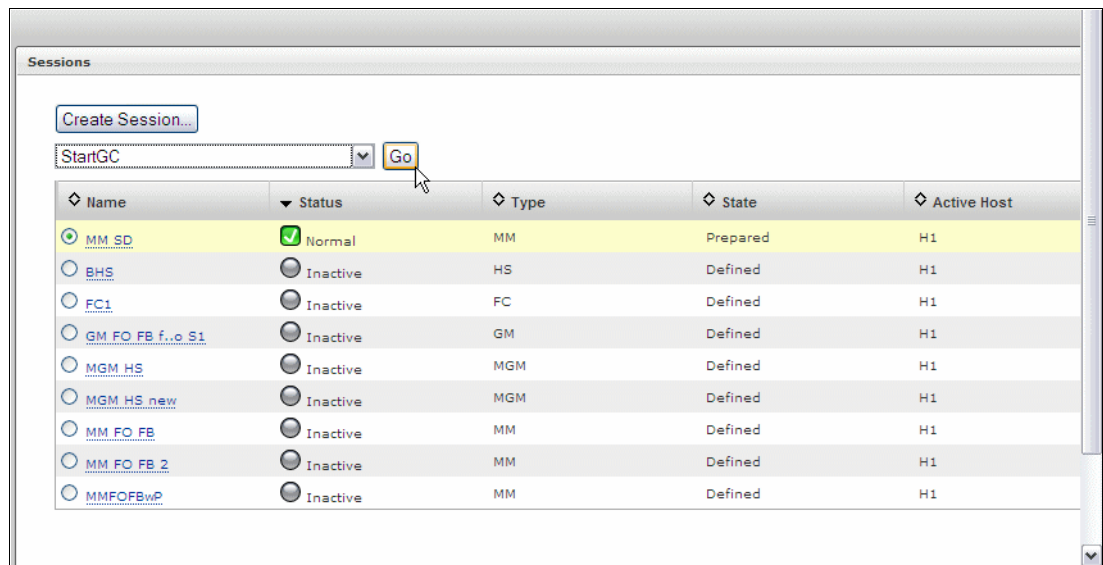 Sessions
Create Session...
StartGC Go
Name Status Type State Active Host
MM SD Normal MM Prepared H1
BHS Inactive HS Defined H1
FC1 Inactive FC Defined H1
GM FO FB f..o S1 Inactive GM Defined H1
MGM HS Inactive MGM Defined H1
MGM HS new Inactive MGM Defined H1
MM FO FB Inactive MM Defined H1
MM FO FB 2 Inactive MM Defined H1
MMFOFBwP Inactive MM Defined H1